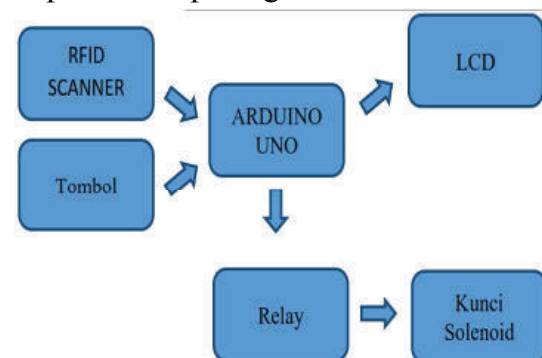 RFID
SCANNER
LCD
ARDUINO
UNO
Tombol
Relay
Kunci
Solenoid